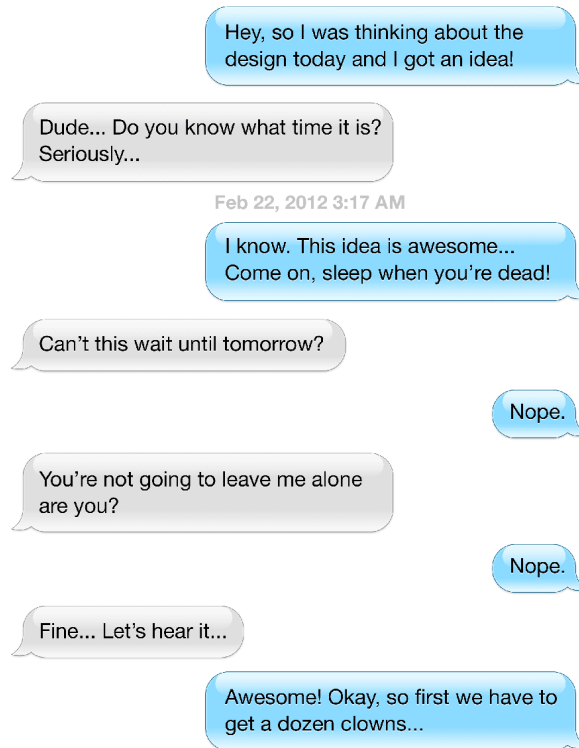 Hey, so I was thinking about the
design today and I got an idea!
Dude... Do you know what time it is?
Seriously...
Feb 22, 2012 3:17 AM
I know. This idea is awesome...
Come on, sleep when you’re dead!
Can’t this wait until tomorrow?
Nope.
You’re not going to leave me alone
are you?
Nope.
Fine... Let’s hear it...
Awesome! Okay, so first we have to
get a dozen clowns...